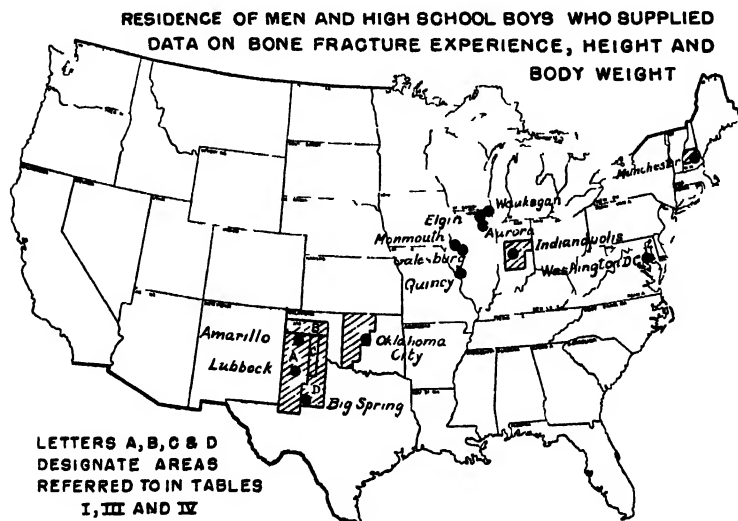 RESIDENCE OF MEN AND HIGH SCHOOL BOYS WHO SUPPLIED
DATA ON BONE FRACTURE EXPERIENCE, HEIGHT AND
BODY WEIGHT
Manchester
Waukegan
Elgin
Aurora
Monmouth
Galesburg
Indianapolis
Washington DC
Quincy
Amarillo
B
C
Oklahoma
City
A
Lubbock
D
Big Spring
LETTERS A, B, C & D
DESIGNATE AREAS
REFERRED TO IN TABLES
I, III AND IV